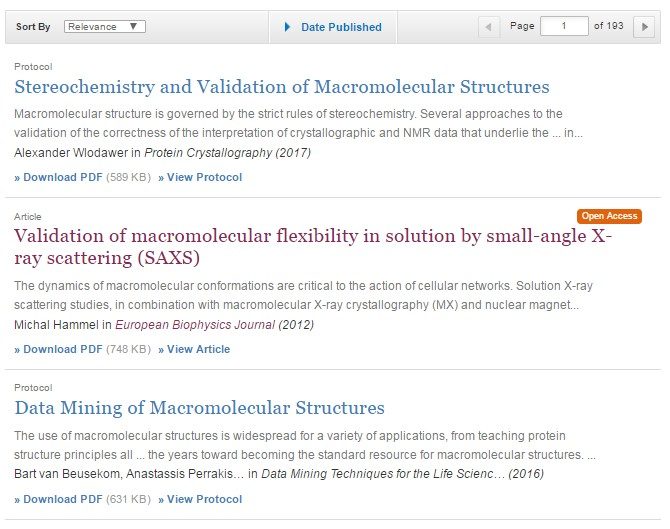 Sort By Relevance ▼ Date Published Page 1 of 193
Protocol
Stereochemistry and Validation of Macromolecular Structures
Macromolecular structure is governed by the strict rules of stereochemistry. Several approaches to the
validation of the correctness of the interpretation of crystallographic and NMR data that underlie the ... in...
Alexander Wlodawer in Protein Crystallography (2017)
» Download PDF (589 KB) » View Protocol
Article Open Access
Validation of macromolecular flexibility in solution by small-angle X-
ray scattering (SAXS)
The dynamics of macromolecular conformations are critical to the action of cellular networks. Solution X-ray
scattering studies, in combination with macromolecular X-ray crystallography (MX) and nuclear magnet...
Michal Hammel in European Biophysics Journal (2012)
» Download PDF (748 KB) » View Article
Protocol
Data Mining of Macromolecular Structures
The use of macromolecular structures is widespread for a variety of applications, from teaching protein
structure principles all ... the years toward becoming the standard resource for macromolecular structures. ...
Bart van Beusekom, Anastassis Perrakis… in Data Mining Techniques for the Life Scienc… (2016)
» Download PDF (631 KB) » View Protocol